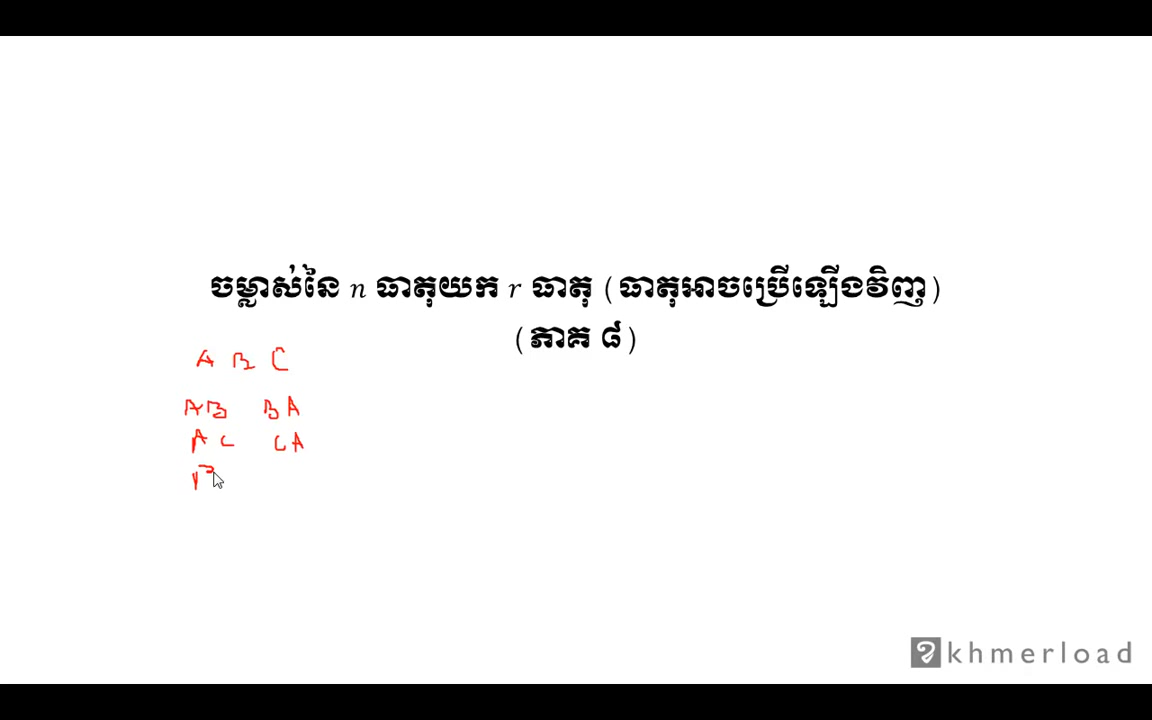 ចម្លាស់នៃ n ធាតុយក r ធាតុ (ធាតុអាចប្រើឡើងវិញ)
(ភាគ ៨)
A B C
AB BA
AC CA
khmerload